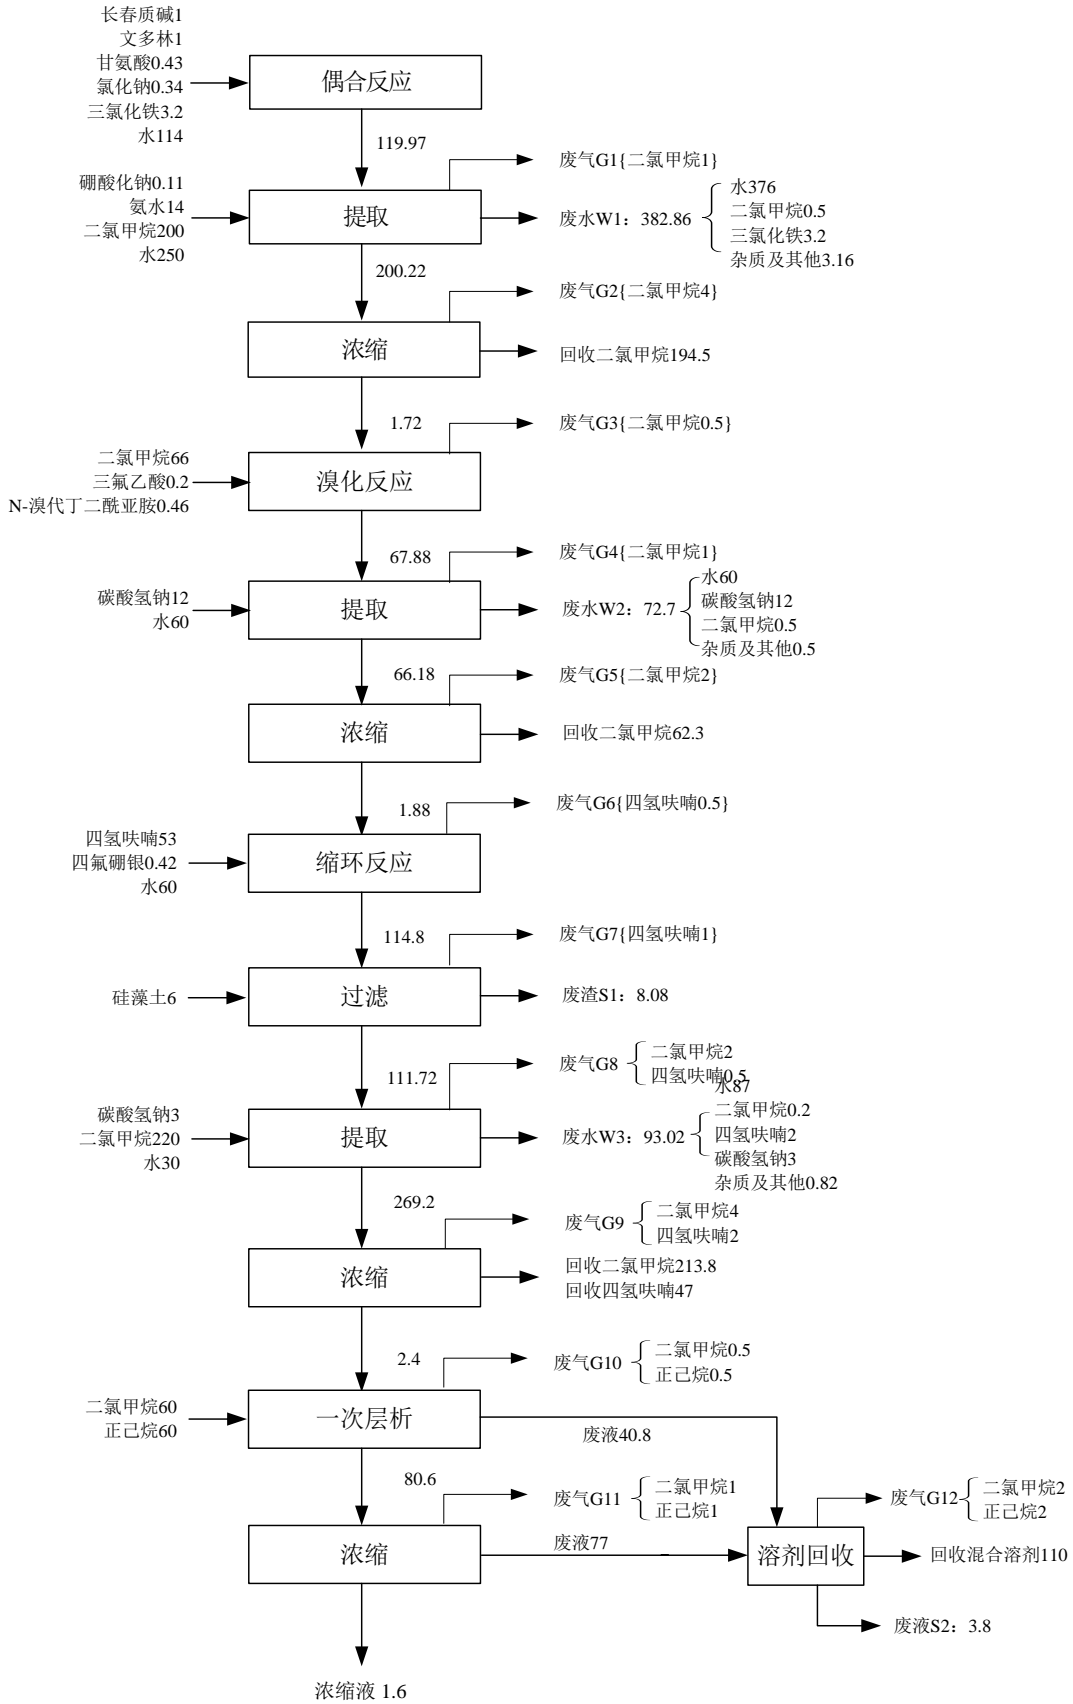 长春质碱1
文多林1
甘氨酸0.43
氯化钠0.34
三氯化铁3.2
水114
偶合反应
119.97
废气G1{二氯甲烷1}
硼酸化钠0.11
氨水14
二氯甲烷200
水250
提取
废水W1：382.86
水376
二氯甲烷0.5
三氯化铁3.2
杂质及其他3.16
200.22
废气G2{二氯甲烷4}
浓缩
回收二氯甲烷194.5
1.72
废气G3{二氯甲烷0.5}
二氯甲烷66
三氟乙酸0.2
N-溴代丁二酰亚胺0.46
溴化反应
67.88
废气G4{二氯甲烷1}
碳酸氢钠12
水60
提取
废水W2：72.7
水60
碳酸氢钠12
二氯甲烷0.5
杂质及其他0.5
66.18
废气G5{二氯甲烷2}
浓缩
回收二氯甲烷62.3
1.88
废气G6{四氢呋喃0.5}
四氢呋喃53
四氟硼银0.42
水60
缩环反应
114.8
废气G7{四氢呋喃1}
硅藻土6
过滤
废渣S1：8.08
111.72
废气G8
二氯甲烷2
四氢呋喃0.5
碳酸氢钠3
二氯甲烷220
水30
提取
废水W3：93.02
水87
二氯甲烷0.2
四氢呋喃2
碳酸氢钠3
杂质及其他0.82
269.2
废气G9
二氯甲烷4
四氢呋喃2
浓缩
回收二氯甲烷213.8
回收四氢呋喃47
2.4
废气G10
二氯甲烷0.5
正己烷0.5
二氯甲烷60
正己烷60
一次层析
废液40.8
80.6
废气G11
二氯甲烷1
正己烷1
废气G12
二氯甲烷2
正己烷2
浓缩
废液77
溶剂回收
回收混合溶剂110
废液S2：3.8
浓缩液 1.6